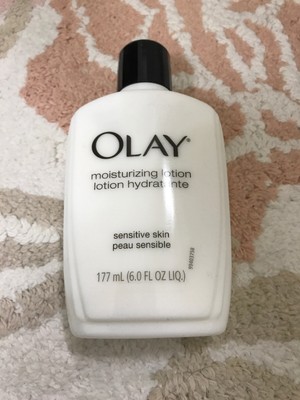 OLAY®
moisturizing lotion
lotion hydratante
sensitive skin
peau sensible
177 mL (6.0 FL OZ LIQ.)